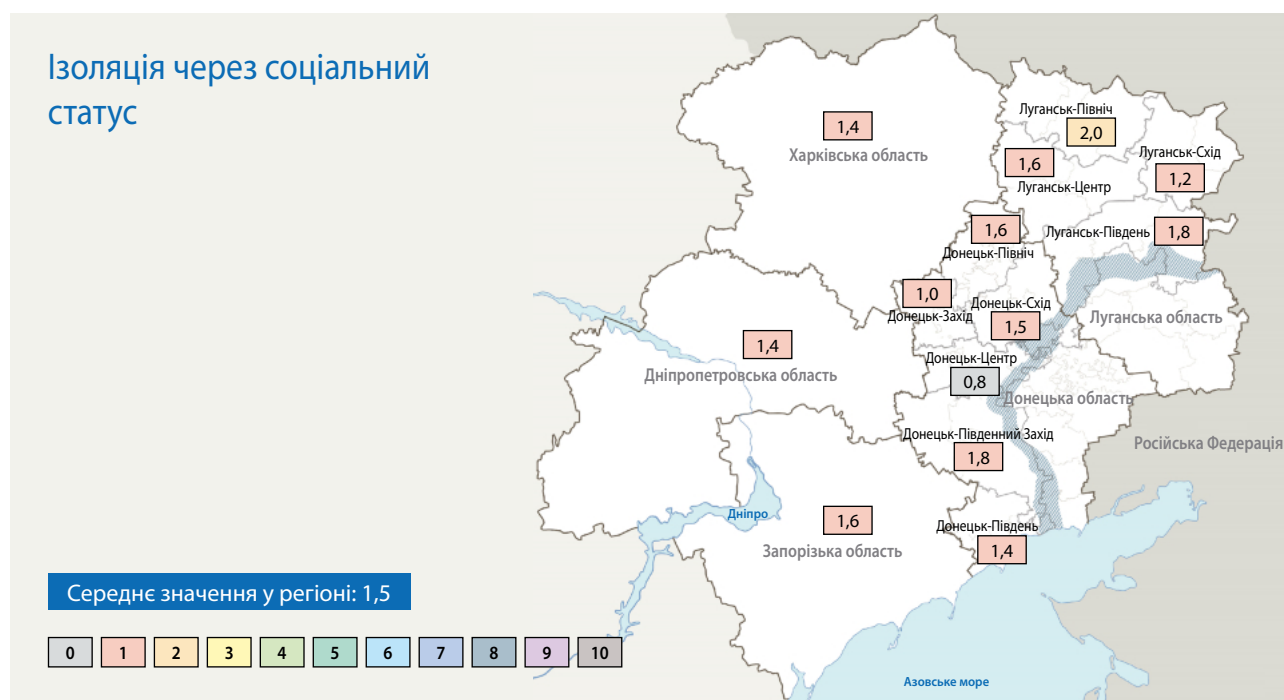 Ізоляція через соціальний
статус
Луганськ-Північ
2,0
1,4
Харківська область
Луганськ-Схід
1,6
1,2
Луганськ-Центр
1,6
Луганськ-Південь
1,8
Донецьк-Північ
1,0
Донецьк-Схід
Донецьк-Захід
1,5
Луганська область
1,4
Донецьк-Центр
Дніпропетровська область
0,8
Донецька область
Донецьк-Південний Захід
Російська Федерація
1,8
Дніпро
1,6
Донецьк-Південь
Запорізька область
1,4
Середнє значення у регіоні: 1,5
0 1 2 3 4 5 6 7 8 9 10
Азовське море